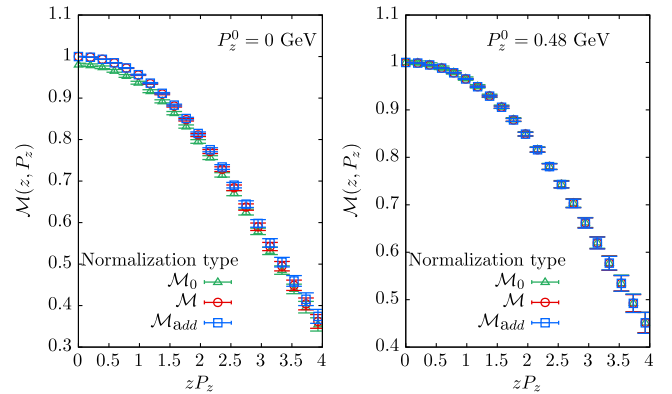 P_z^0 = 0 GeV
1.1
1
0.9
0.8
0.7
0.6
0.5
0.4
0.3
M(z, P_z)
Normalization type
M_0
M
M_add
0 0.5 1 1.5 2 2.5 3 3.5 4
zP_z
P_z^0 = 0.48 GeV
1.1
1
0.9
0.8
0.7
0.6
0.5
0.4
M(z, P_z)
Normalization type
M_0
M
M_add
0 0.5 1 1.5 2 2.5 3 3.5 4
zP_z